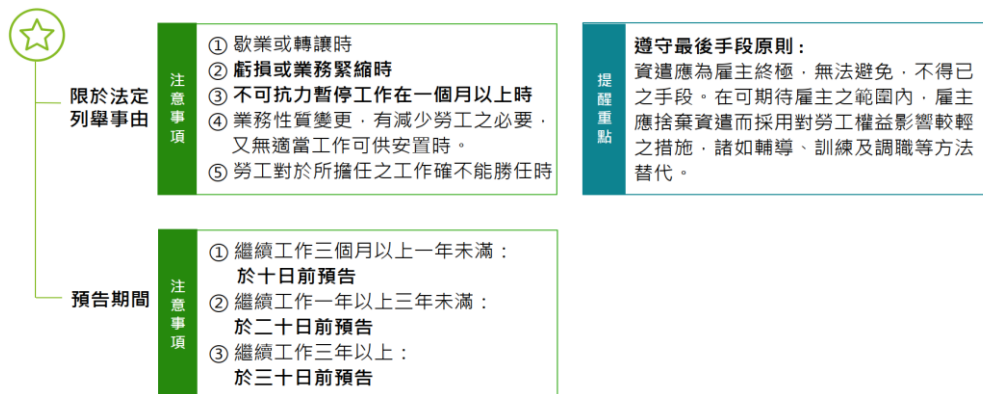 限於法定
列舉事由
注意事項
① 歇業或轉讓時
② 虧損或業務緊縮時
③ 不可抗力暫停工作在一個月以上時
④ 業務性質變更，有減少勞工之必要，
又無適當工作可供安置時。
⑤ 勞工對於所擔任之工作確不能勝任時
提醒重點
遵守最後手段原則：
資遣應為雇主終極，無法避免，不得已
之手段。在可期待雇主之範圍內，雇主
應捨棄資遣而採用對勞工權益影響較輕
之措施，諸如輔導、訓練及調職等方法
替代。
預告期間
注意事項
① 繼續工作三個月以上一年未滿：
於十日前預告
② 繼續工作一年以上三年未滿：
於二十日前預告
③ 繼續工作三年以上：
於三十日前預告